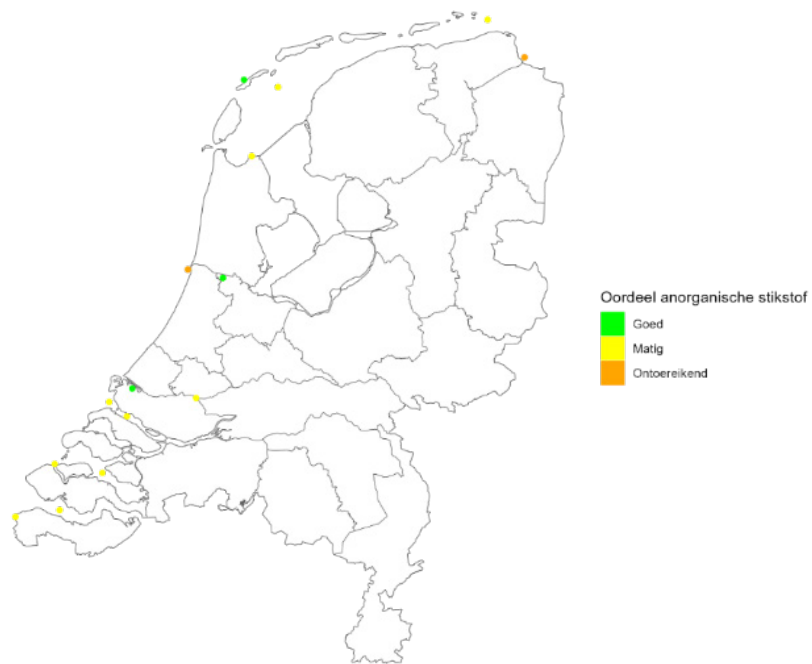 Oordeel anorganische stikstof
Goed
Matig
Ontoereikend